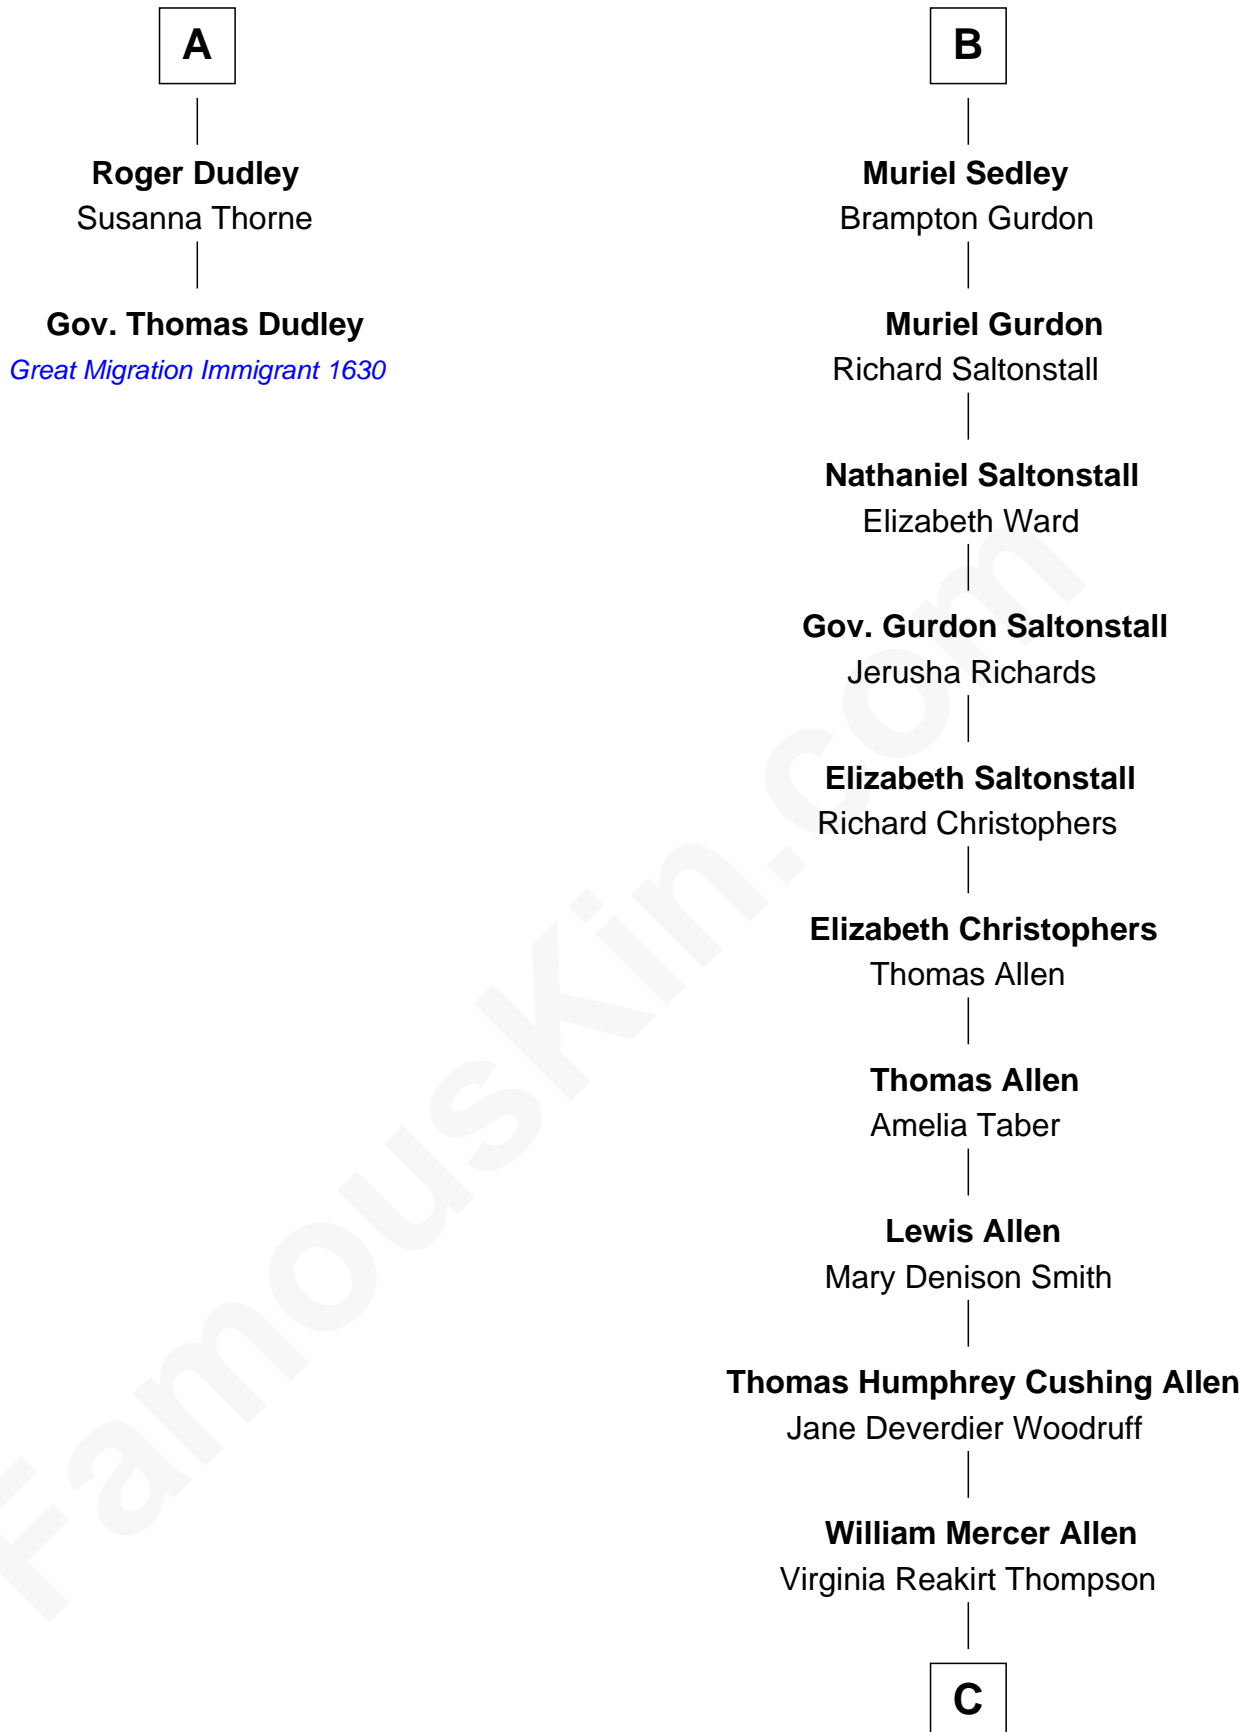 A
Roger Dudley
Susanna Thorne
Gov. Thomas Dudley
Great Migration Immigrant 1630
B
Muriel Sedley
Brampton Gurdon
Muriel Gurdon
Richard Saltonstall
Nathaniel Saltonstall
Elizabeth Ward
Gov. Gurdon Saltonstall
Jerusha Richards
Elizabeth Saltonstall
Richard Christophers
Elizabeth Christophers
Thomas Allen
Thomas Allen
Amelia Taber
Lewis Allen
Mary Denison Smith
Thomas Humphrey Cushing Allen
Jane Deverdier Woodruff
William Mercer Allen
Virginia Reakirt Thompson
C
FamousKin.com